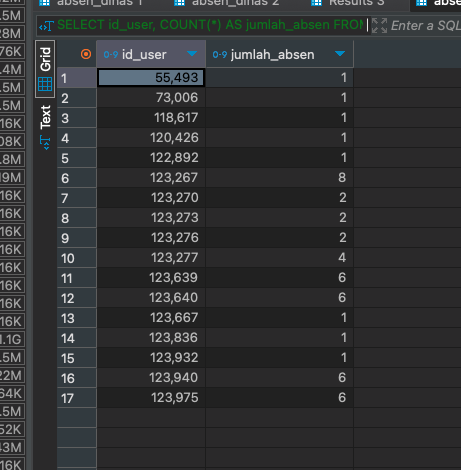 absen_dinas 1 absen_dinas 2 Results 3 absen
SELECT id_user, COUNT(*) AS jumlah_absen FROM Enter a SQL
Grid
Text
id_user jumlah_absen
1 55,493 1
2 73,006 1
3 118,617 1
4 120,426 1
5 122,892 1
6 123,267 8
7 123,270 2
8 123,273 2
9 123,276 2
10 123,277 4
11 123,639 6
12 123,640 6
13 123,667 1
14 123,836 1
15 123,932 1
16 123,940 6
17 123,975 6
.5M
76K
.4M
.5M
.5M
16K
08K
.8M
19M
16K
16K
16K
16K
16K
16K
16K
16K
16K
.1G
.5M
22M
64K
.5M
52K
43M
16K